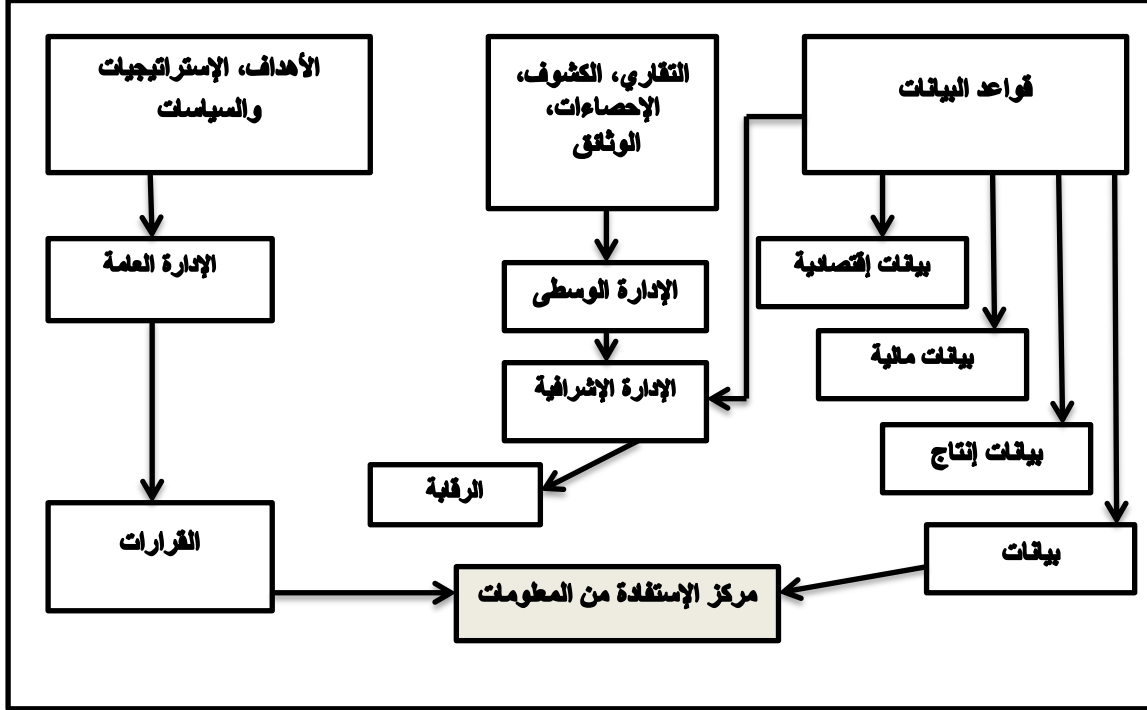 قواعد البيانات
التقاري، الكشوف،
الإحصاءات،
الوثائق
الأهداف، الإستراتيجيات
والسياسات
بيانات إقتصادية
الإدارة الوسطى
الإدارة العامة
بيانات مالية
الإدارة الإشرافية
بيانات إنتاج
الرقابة
القرارات
بيانات
مركز الإستفادة من المعلومات